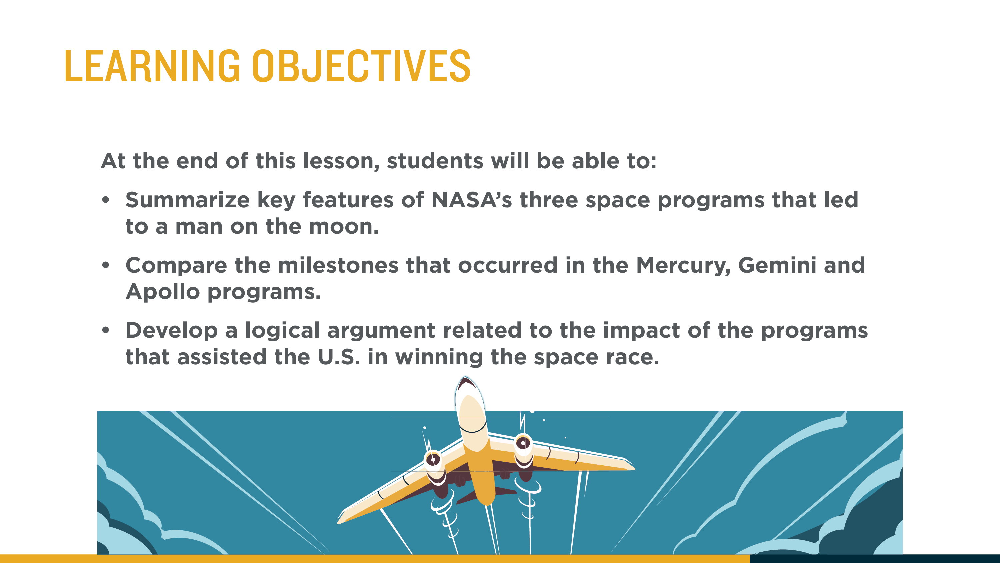 LEARNING OBJECTIVES
At the end of this lesson, students will be able to:
• Summarize key features of NASA’s three space programs that led
to a man on the moon.
• Compare the milestones that occurred in the Mercury, Gemini and
Apollo programs.
• Develop a logical argument related to the impact of the programs
that assisted the U.S. in winning the space race.